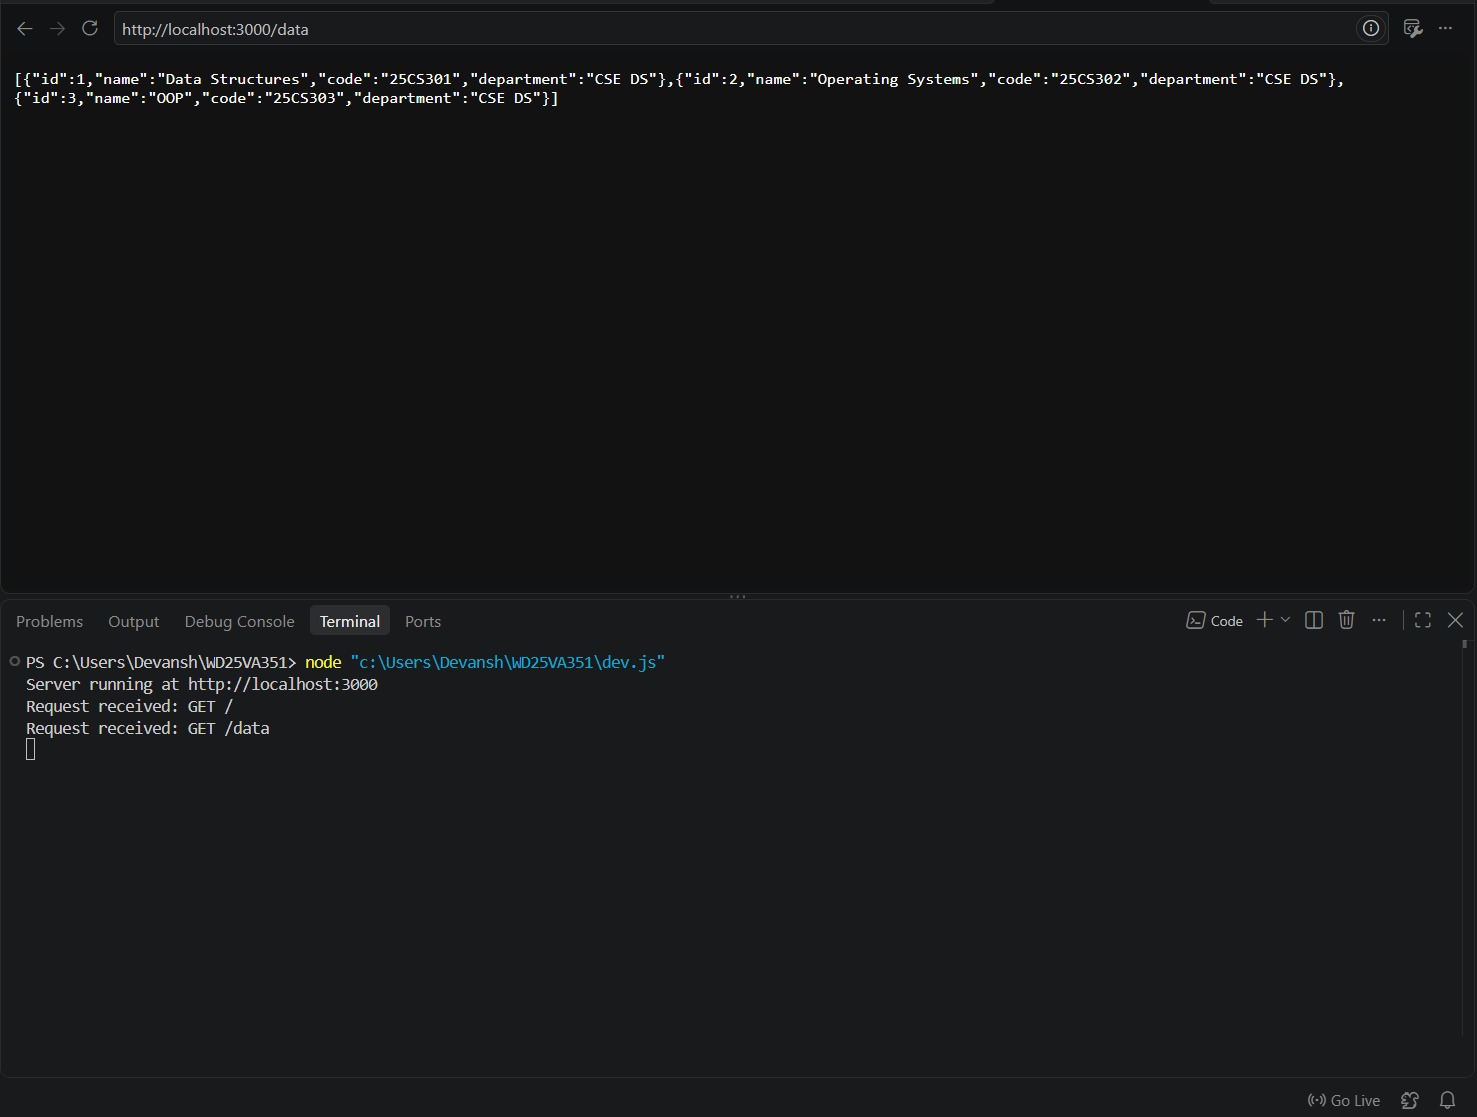 http://localhost:3000/data
[{"id":1,"name":"Data Structures","code":"25CS301","department":"CSE DS"},{"id":2,"name":"Operating Systems","code":"25CS302","department":"CSE DS"},
{"id":3,"name":"OOP","code":"25CS303","department":"CSE DS"}]
Problems Output Debug Console Terminal Ports Code
PS C:\Users\Devansh\WD25VA351> node "c:\Users\Devansh\WD25VA351\dev.js"
Server running at http://localhost:3000
Request received: GET /
Request received: GET /data
Go Live